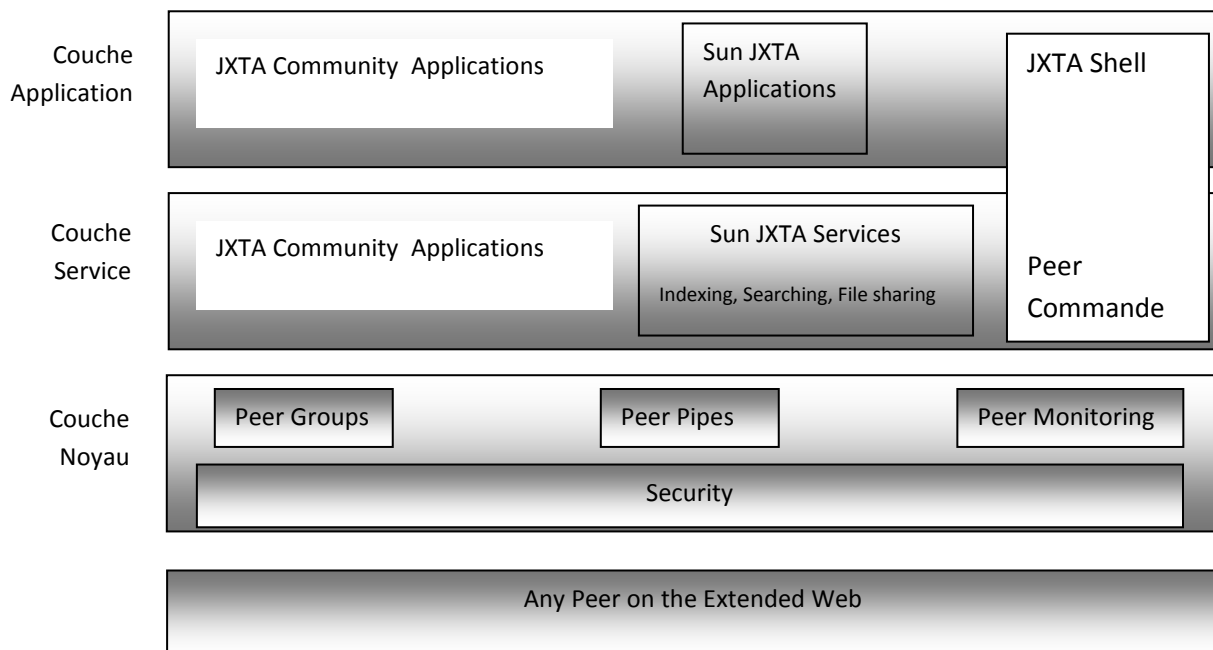 Couche
Application
JXTA Community  Applications
Sun JXTA
Applications
JXTA Shell
Couche
Service
JXTA Community  Applications
Sun JXTA Services
Indexing, Searching, File sharing
Peer
Commande
Couche
Noyau
Peer Groups
Peer Pipes
Peer Monitoring
Security
Any Peer on the Extended Web